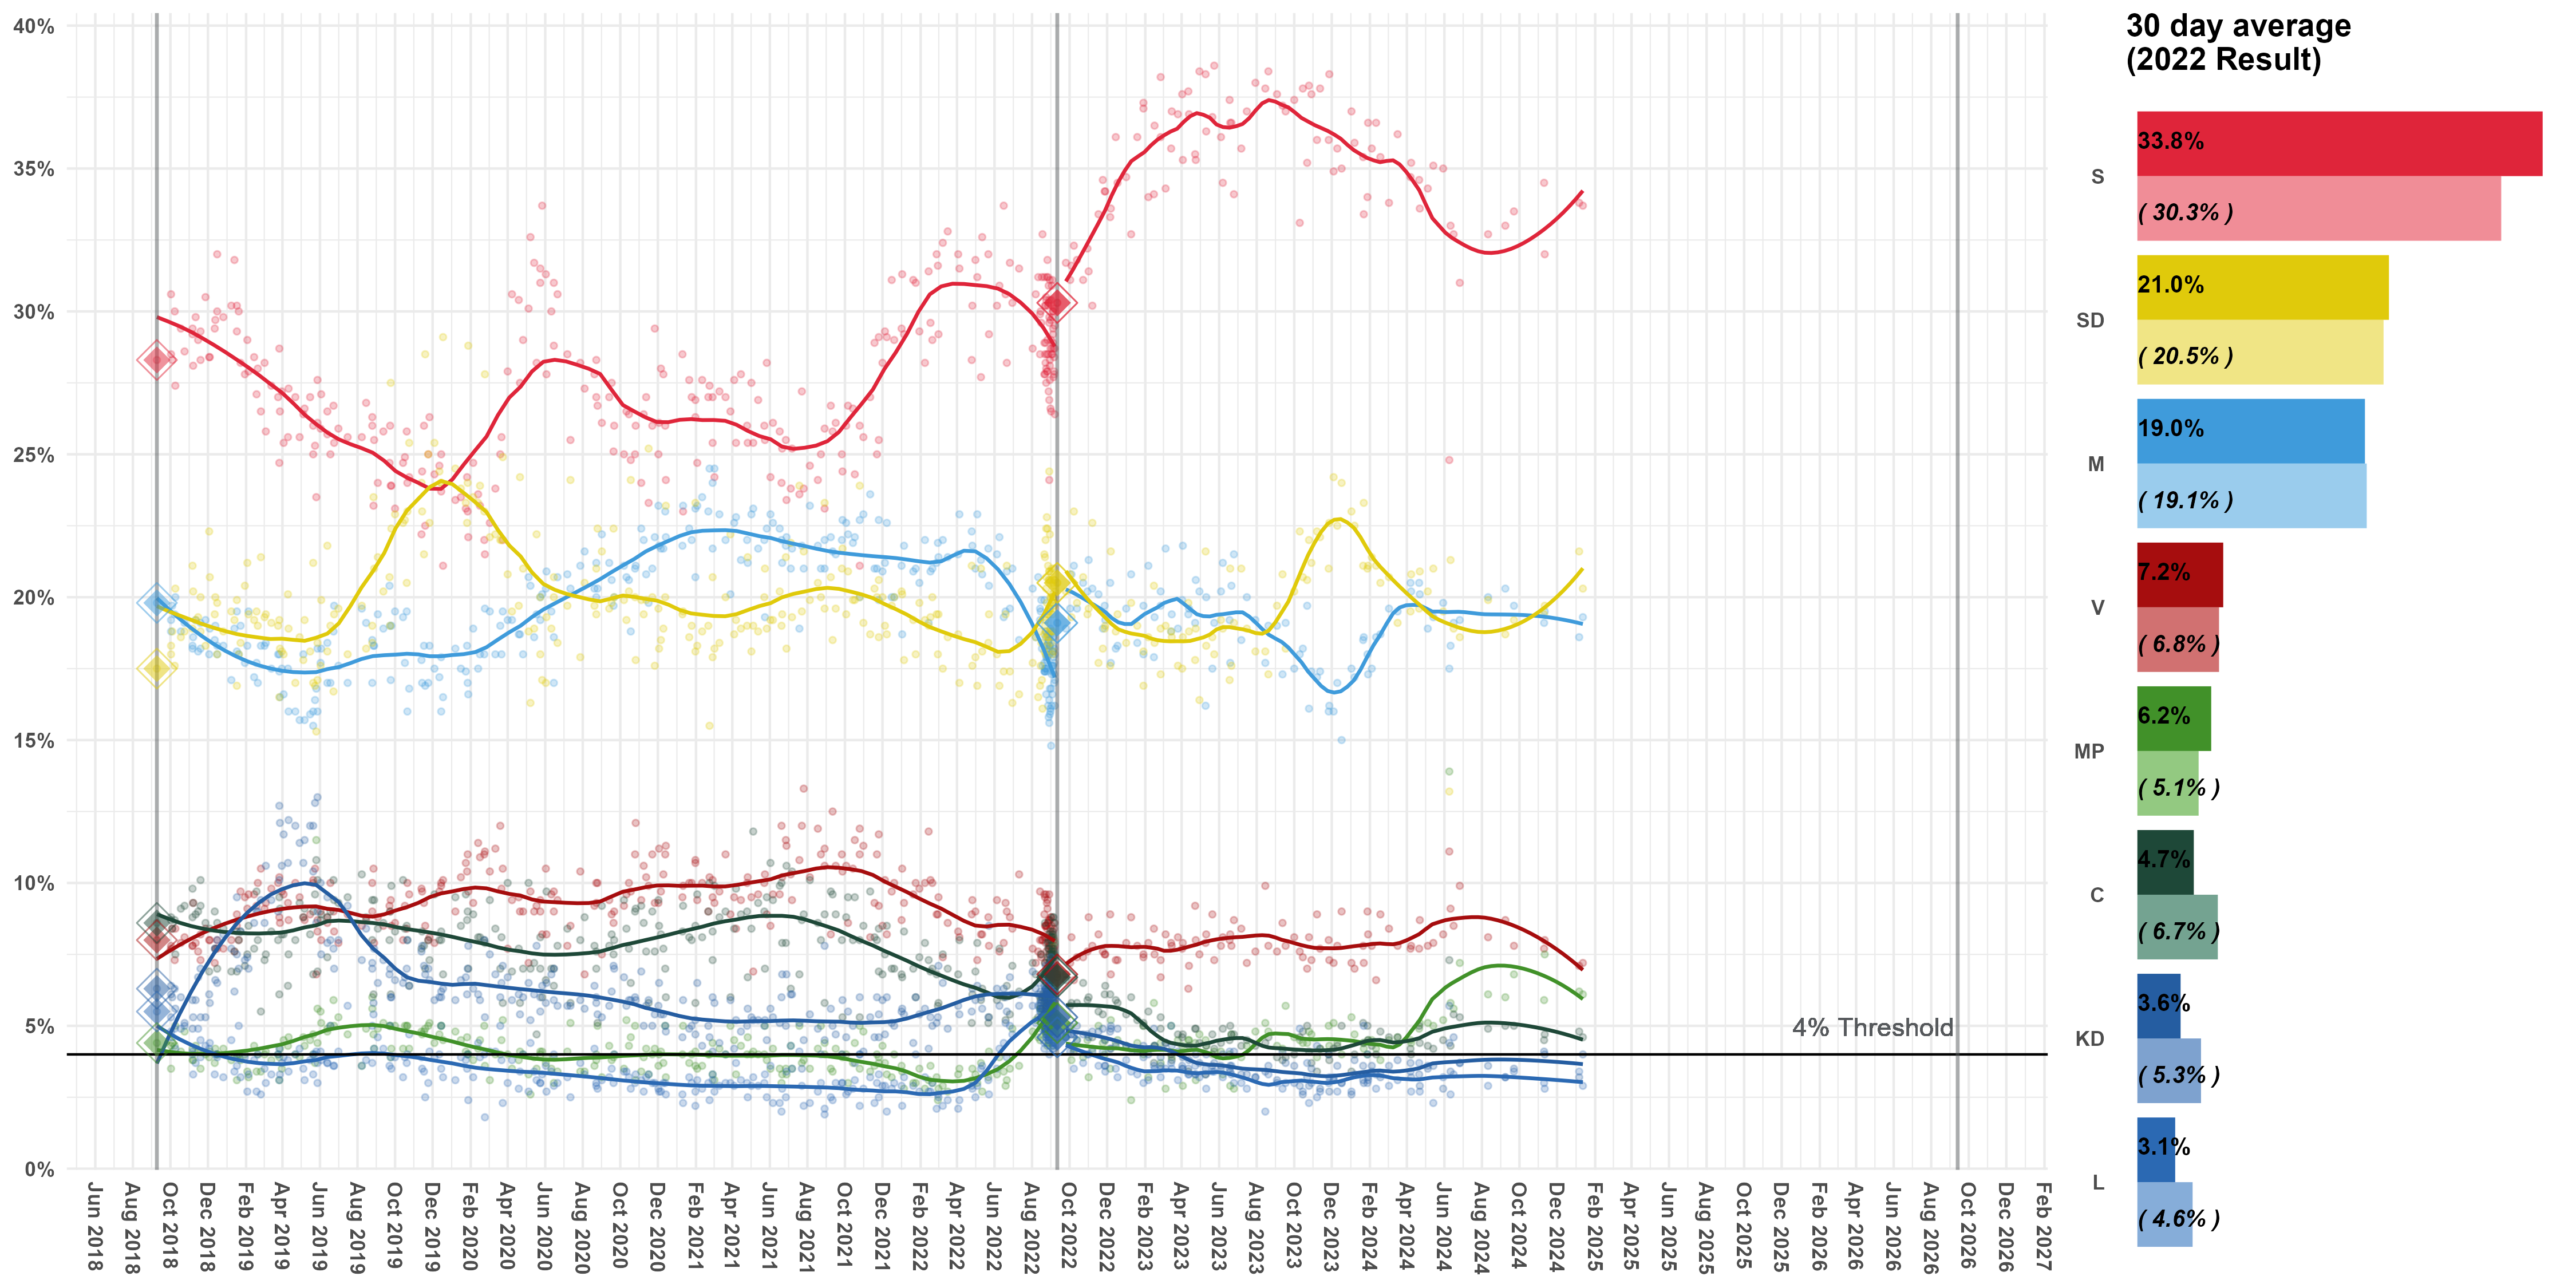 40%
35%
30%
25%
20%
15%
10%
5%
0%
4% Threshold
Jun 2018
Aug 2018
Oct 2018
Dec 2018
Feb 2019
Apr 2019
Jun 2019
Aug 2019
Oct 2019
Dec 2019
Feb 2020
Apr 2020
Jun 2020
Aug 2020
Oct 2020
Dec 2020
Feb 2021
Apr 2021
Jun 2021
Aug 2021
Oct 2021
Dec 2021
Feb 2022
Apr 2022
Jun 2022
Aug 2022
Oct 2022
Dec 2022
Feb 2023
Apr 2023
Jun 2023
Aug 2023
Oct 2023
Dec 2023
Feb 2024
Apr 2024
Jun 2024
Aug 2024
Oct 2024
Dec 2024
Feb 2025
Apr 2025
Jun 2025
Aug 2025
Oct 2025
Dec 2025
Feb 2026
Apr 2026
Jun 2026
Aug 2026
Oct 2026
Dec 2026
Feb 2027
30 day average
(2022 Result)
S
33.8%
( 30.3% )
SD
21.0%
( 20.5% )
M
19.0%
( 19.1% )
V
7.2%
( 6.8% )
MP
6.2%
( 5.1% )
C
4.7%
( 6.7% )
KD
3.6%
( 5.3% )
L
3.1%
( 4.6% )